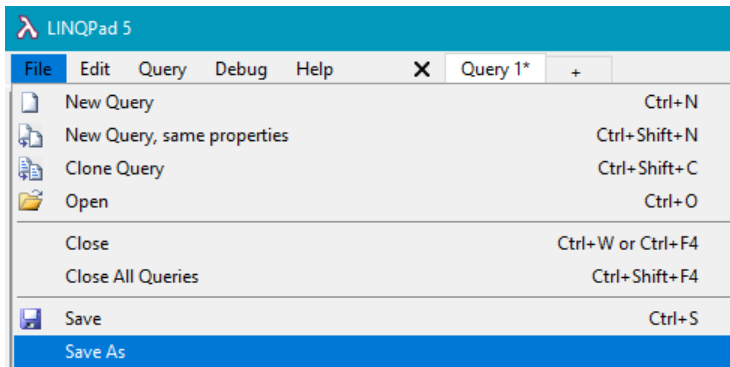 LINQPad 5
File Edit Query Debug Help X Query 1* +
New Query Ctrl+N
New Query, same properties Ctrl+Shift+N
Clone Query Ctrl+Shift+C
Open Ctrl+O
Close Ctrl+W or Ctrl+F4
Close All Queries Ctrl+Shift+F4
Save Ctrl+S
Save As